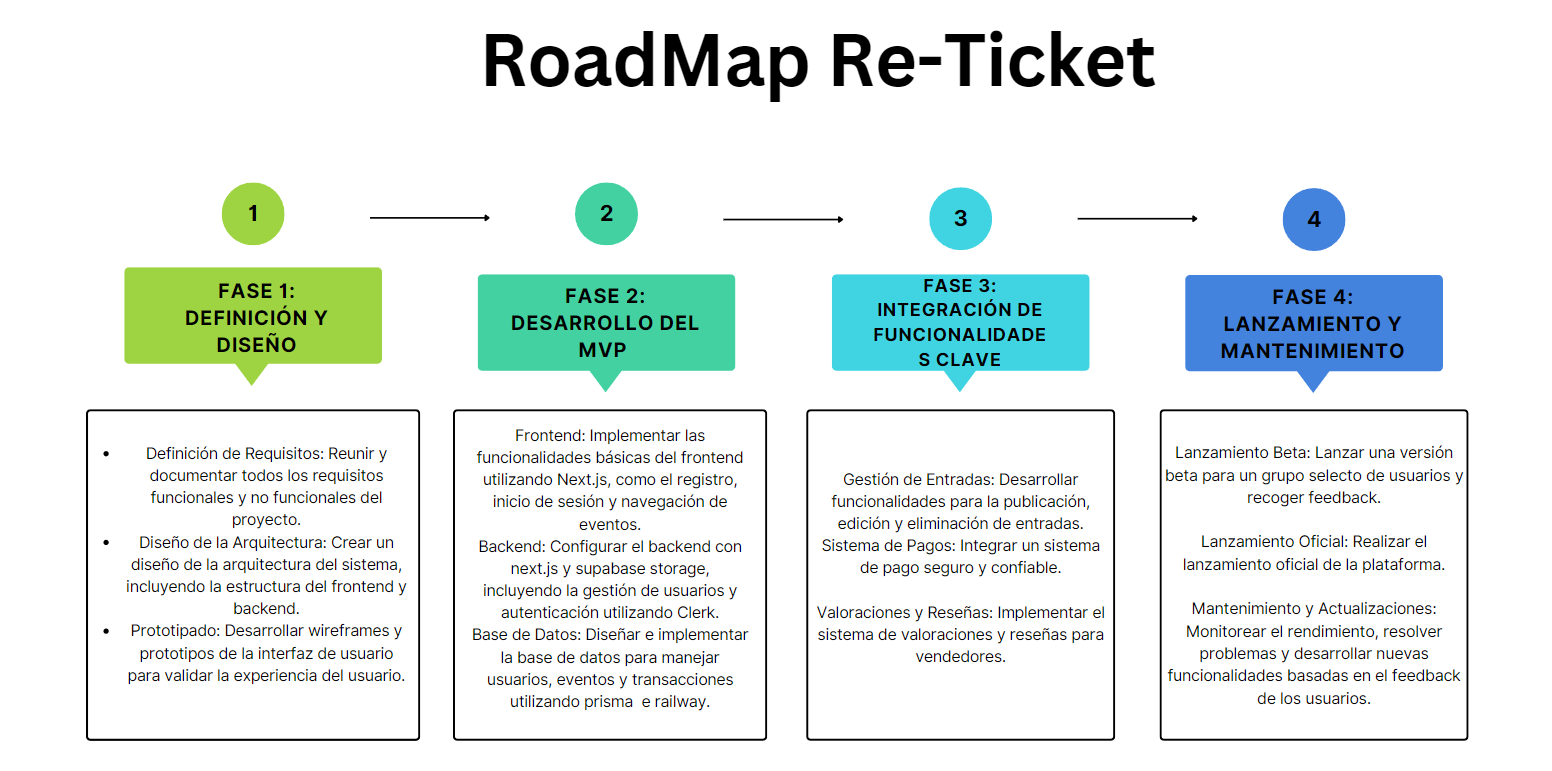 RoadMap Re-Ticket
1
2
3
4
FASE 1:
DEFINICIÓN Y
DISEÑO
FASE 2:
DESARROLLO DEL
MVP
FASE 3:
INTEGRACIÓN DE
FUNCIONALIDADE
S CLAVE
FASE 4:
LANZAMIENTO Y
MANTENIMIENTO
• Definición de Requisitos: Reunir y
documentar todos los requisitos
funcionales y no funcionales del
proyecto.
• Diseño de la Arquitectura: Crear un
diseño de la arquitectura del sistema,
incluyendo la estructura del frontend y
backend.
• Prototipado: Desarrollar wireframes y
prototipos de la interfaz de usuario
para validar la experiencia del usuario.
Frontend: Implementar las
funcionalidades básicas del frontend
utilizando Next.js, como el registro,
inicio de sesión y navegación de
eventos.
Backend: Configurar el backend con
next.js y supabase storage,
incluyendo la gestión de usuarios y
autenticación utilizando Clerk.
Base de Datos: Diseñar e implementar
la base de datos para manejar
usuarios, eventos y transacciones
utilizando prisma  e railway.
Gestión de Entradas: Desarrollar
funcionalidades para la publicación,
edición y eliminación de entradas.
Sistema de Pagos: Integrar un sistema
de pago seguro y confiable.
Valoraciones y Reseñas: Implementar el
sistema de valoraciones y reseñas para
vendedores.
Lanzamiento Beta: Lanzar una versión
beta para un grupo selecto de usuarios y
recoger feedback.
Lanzamiento Oficial: Realizar el
lanzamiento oficial de la plataforma.
Mantenimiento y Actualizaciones:
Monitorear el rendimiento, resolver
problemas y desarrollar nuevas
funcionalidades basadas en el feedback
de los usuarios.